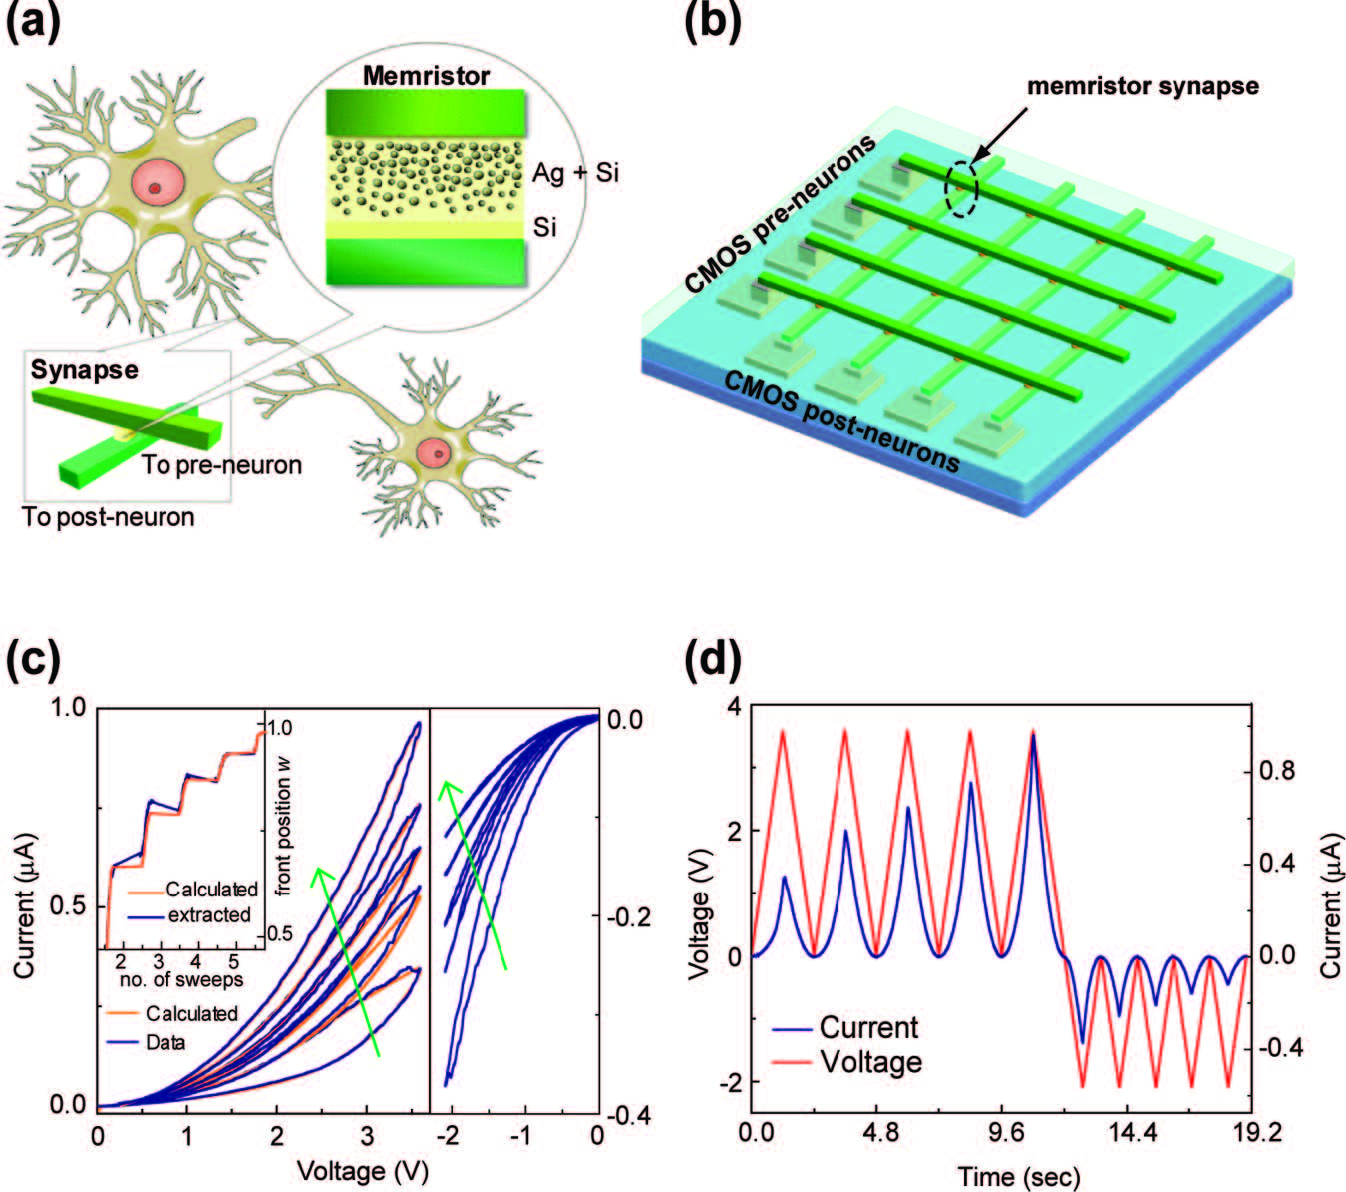 (a)
Memristor
Ag + Si
Si
Synapse
To pre-neuron
To post-neuron
(b)
memristor synapse
CMOS pre-neurons
CMOS post-neurons
(c)
1.0
0.5
0.0
Current (µA)
1.0
0.5
front position w
Calculated
extracted
2 3 4 5
no. of sweeps
Calculated
Data
0.0
-0.2
-0.4
0 1 2 3 -2 -1 0
Voltage (V)
(d)
4
2
0
-2
Voltage (V)
0.8
0.4
0.0
-0.4
Current (µA)
Current
Voltage
0.0 4.8 9.6 14.4 19.2
Time (sec)